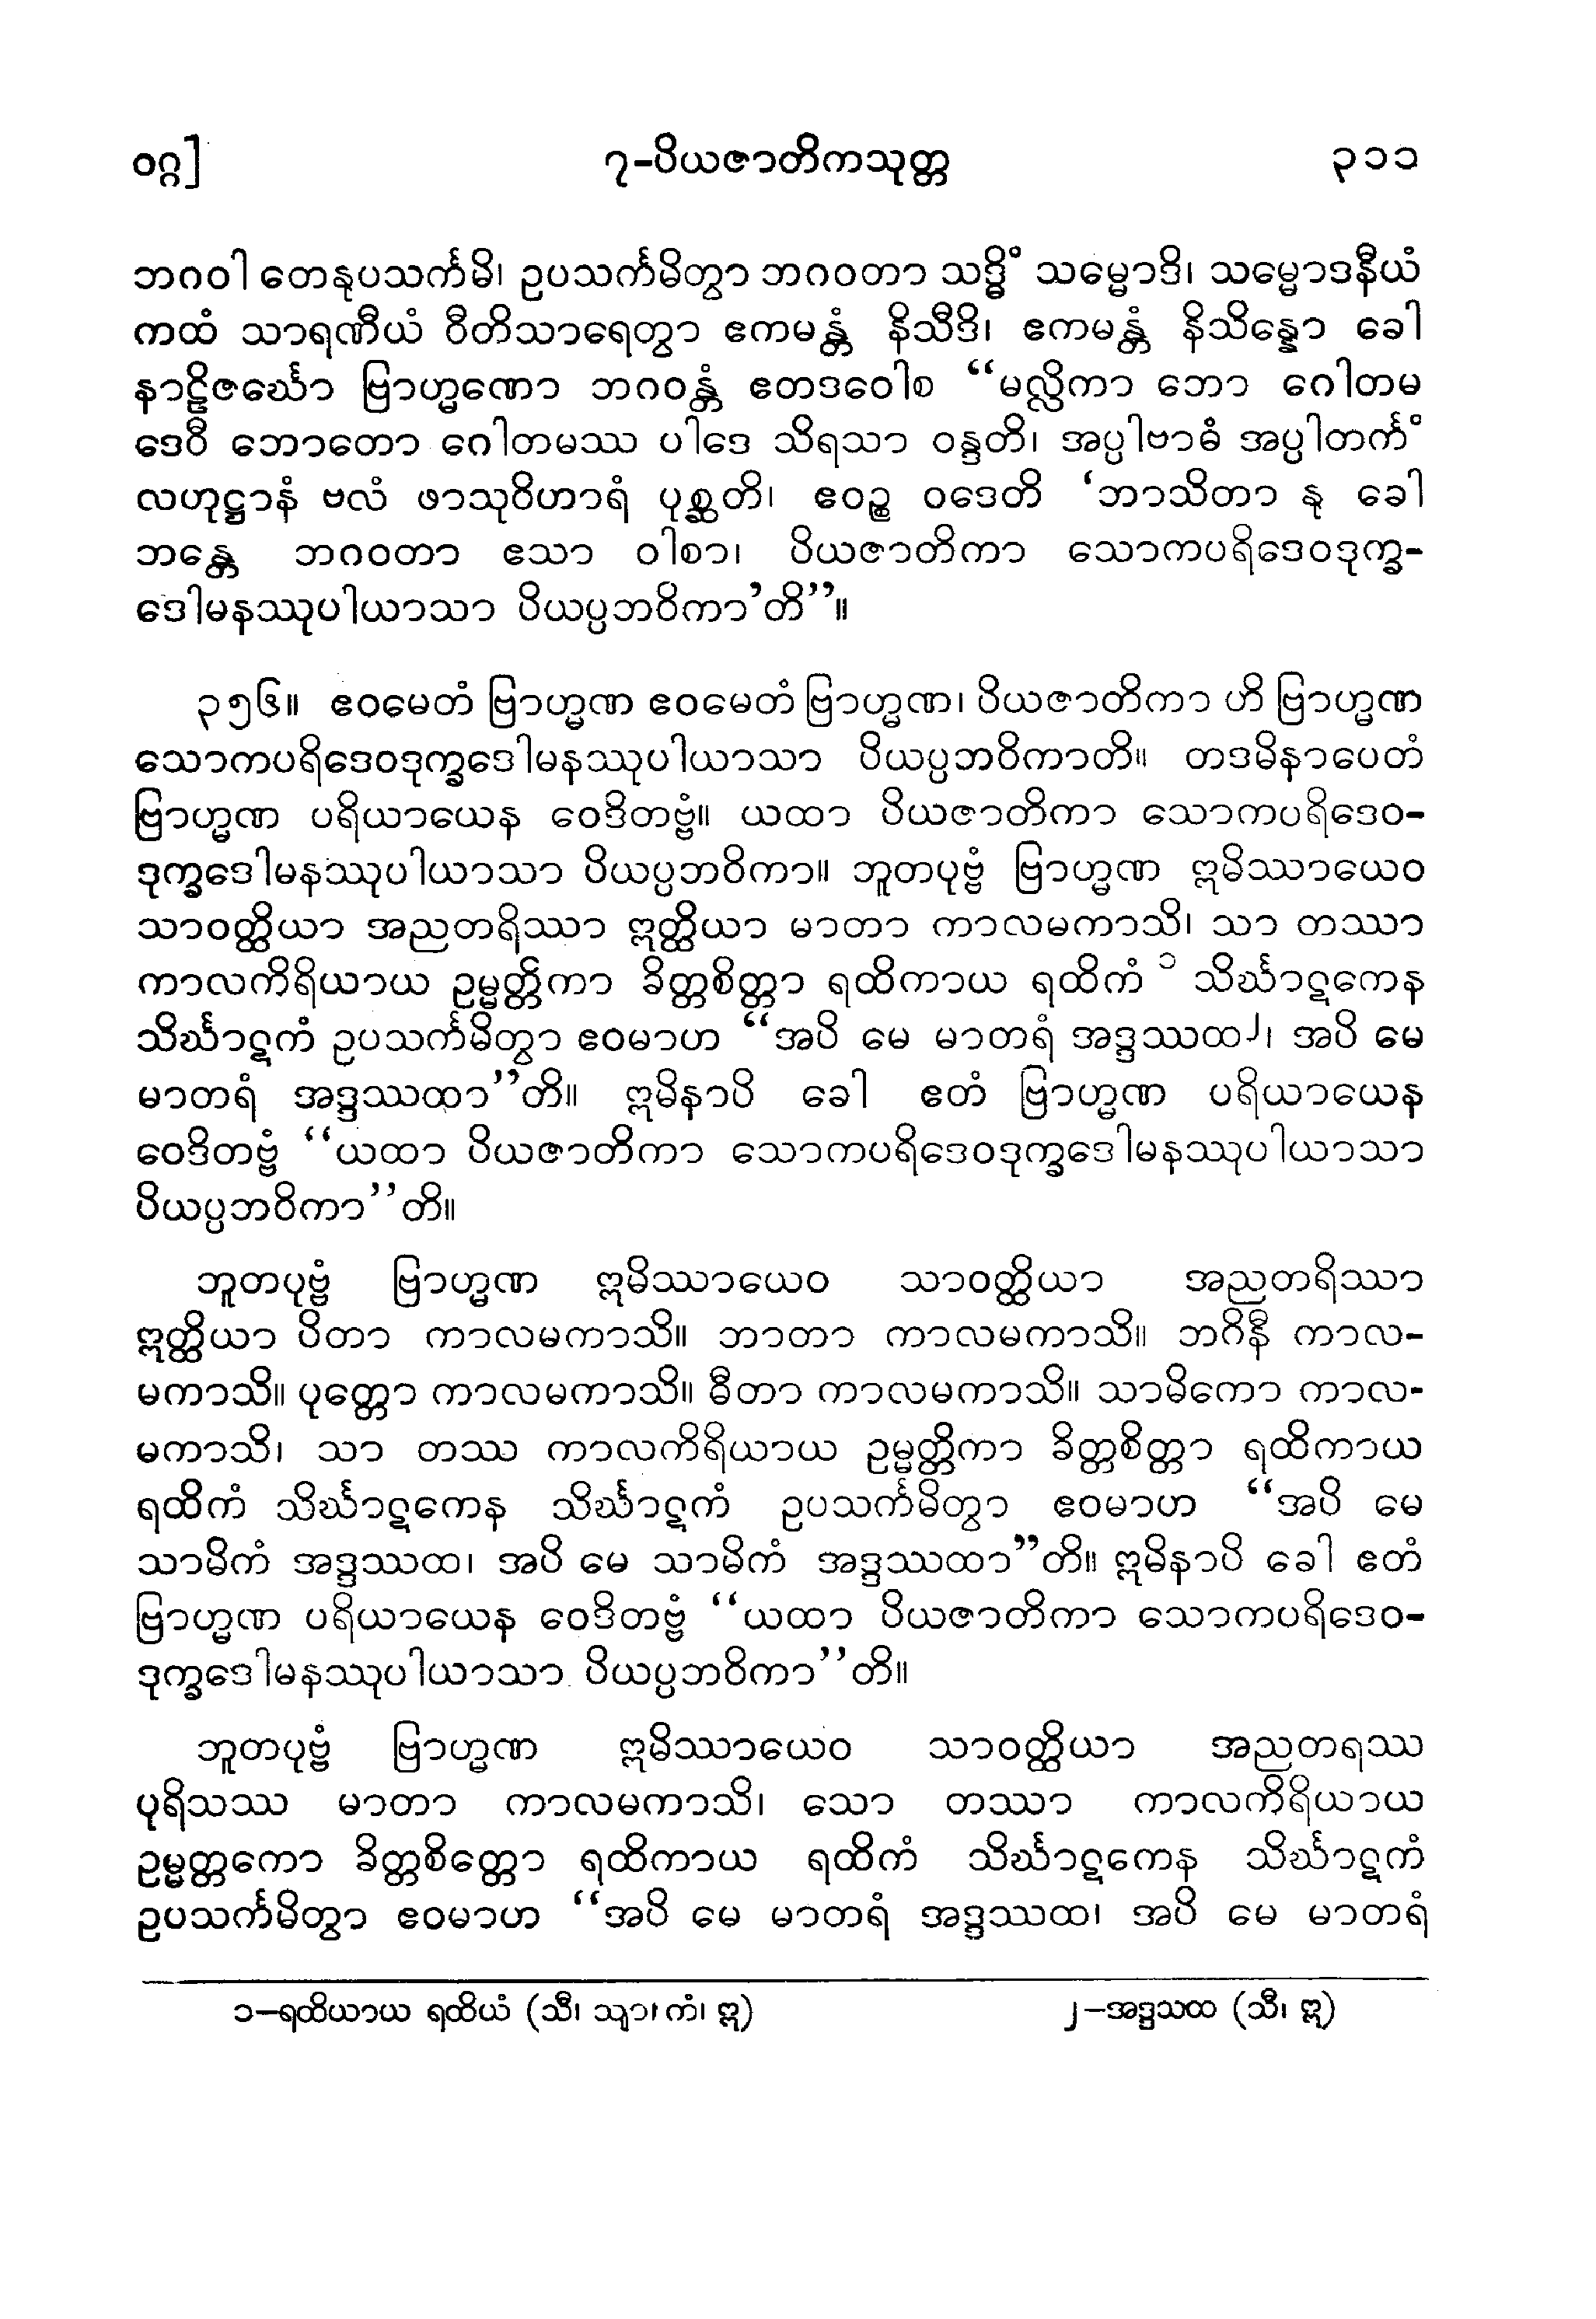 ဝဂ္ဂ] ၇-ပိယဇာတိကသုတ္တ ၃၁၁
ဘဂဝါ တေနုပသင်္ကမိ၊ ဥပသင်္ကမိတွာ ဘဂဝတာ သဒ္ဓိံ သမ္မောဒိ၊ သမ္မောဒနီယံ
ကထံ သာရဏီယံ ဝီတိသာရေတွာ ဧကမန္တံ နိသီဒိ၊ ဧကမန္တံ နိသိန္နော ခေါ
နာဠိဇင်္ဃော ဗြာဟ္မဏော ဘဂဝန္တံ ဧတဒဝေါစ “မလ္လိကာ ဘော ဂေါတမ
ဒေဝီ ဘောတော ဂေါတမဿ ပါဒေ သိရသာ ဝန္ဒတိ၊ အပ္ပါဗာဓံ အပ္ပါတင်္ကံ
လဟုဋ္ဌာနံ ဗလံ ဖာသုဝိဟာရံ ပုစ္ဆတိ၊ ဧဝဉ္စ ဝဒေတိ ‘ဘာသိတာ နု ခေါ
ဘန္တေ ဘဂဝတာ ဧသာ ဝါစာ၊ ပိယဇာတိကာ သောကပရိဒေဝဒုက္ခ-
ဒေါမနဿုပါယာသာ ပိယပ္ပဘဝိကာ’တိ”။
၃၅၆။ ဧဝမေတံ ဗြာဟ္မဏ ဧဝမေတံ ဗြာဟ္မဏ၊ ပိယဇာတိကာ ဟိ ဗြာဟ္မဏ
သောကပရိဒေဝဒုက္ခဒေါမနဿုပါယာသာ ပိယပ္ပဘဝိကာတိ။ တဒမိနာပေတံ
ဗြာဟ္မဏ ပရိယာယေန ဝေဒိတဗ္ဗံ။ ယထာ ပိယဇာတိကာ သောကပရိဒေဝ-
ဒုက္ခဒေါမနဿုပါယာသာ ပိယပ္ပဘဝိကာ။ ဘူတပုဗ္ဗံ ဗြာဟ္မဏ ဣမိဿာယေဝ
သာဝတ္ထိယာ အညတရိဿာ ဣတ္ထိယာ မာတာ ကာလမကာသိ၊ သာ တဿာ
ကာလကိရိယာယ ဥမ္မတ္တိကာ ခိတ္တစိတ္တာ ရထိကာယ ရထိကံ ၁ သိင်္ဃာဋကေန
သိင်္ဃာဋကံ ဥပသင်္ကမိတွာ ဧဝမာဟ “အပိ မေ မာတရံ အဒ္ဒဿထ၂၊ အပိ မေ
မာတရံ အဒ္ဒဿထာ”တိ။ ဣမိနာပိ ခေါ ဧတံ ဗြာဟ္မဏ ပရိယာယေန
ဝေဒိတဗ္ဗံ “ယထာ ပိယဇာတိကာ သောကပရိဒေဝဒုက္ခဒေါမနဿုပါယာသာ
ပိယပ္ပဘဝိကာ”တိ။
ဘူတပုဗ္ဗံ ဗြာဟ္မဏ ဣမိဿာယေဝ သာဝတ္ထိယာ အညတရိဿာ
ဣတ္ထိယာ ပိတာ ကာလမကာသိ။ ဘာတာ ကာလမကာသိ။ ဘဂိနီ ကာလ-
မကာသိ။ ပုတ္တော ကာလမကာသိ။ ဓီတာ ကာလမကာသိ။ သာမိကော ကာလ-
မကာသိ၊ သာ တဿ ကာလကိရိယာယ ဥမ္မတ္တိကာ ခိတ္တစိတ္တာ ရထိကာယ
ရထိကံ သိင်္ဃာဋကေန သိင်္ဃာဋကံ ဥပသင်္ကမိတွာ ဧဝမာဟ “အပိ မေ
သာမိကံ အဒ္ဒဿထ၊ အပိ မေ သာမိကံ အဒ္ဒဿထာ”တိ။ ဣမိနာပိ ခေါ ဧတံ
ဗြာဟ္မဏ ပရိယာယေန ဝေဒိတဗ္ဗံ “ယထာ ပိယဇာတိကာ သောကပရိဒေဝ-
ဒုက္ခဒေါမနဿုပါယာသာ ပိယပ္ပဘဝိကာ”တိ။
ဘူတပုဗ္ဗံ ဗြာဟ္မဏ ဣမိဿာယေဝ သာဝတ္ထိယာ အညတရဿ
ပုရိသဿ မာတာ ကာလမကာသိ၊ သော တဿာ ကာလကိရိယာယ
ဥမ္မတ္တကော ခိတ္တစိတ္တော ရထိကာယ ရထိကံ သိင်္ဃာဋကေန သိင်္ဃာဋကံ
ဥပသင်္ကမိတွာ ဧဝမာဟ “အပိ မေ မာတရံ အဒ္ဒဿထ၊ အပိ မေ မာတရံ
၁–ရထိယာယ ရထိယံ (သီ၊ သျာ၊ ကံ၊ ဣ) ၂–အဒ္ဒသထ (သီ၊ ဣ)